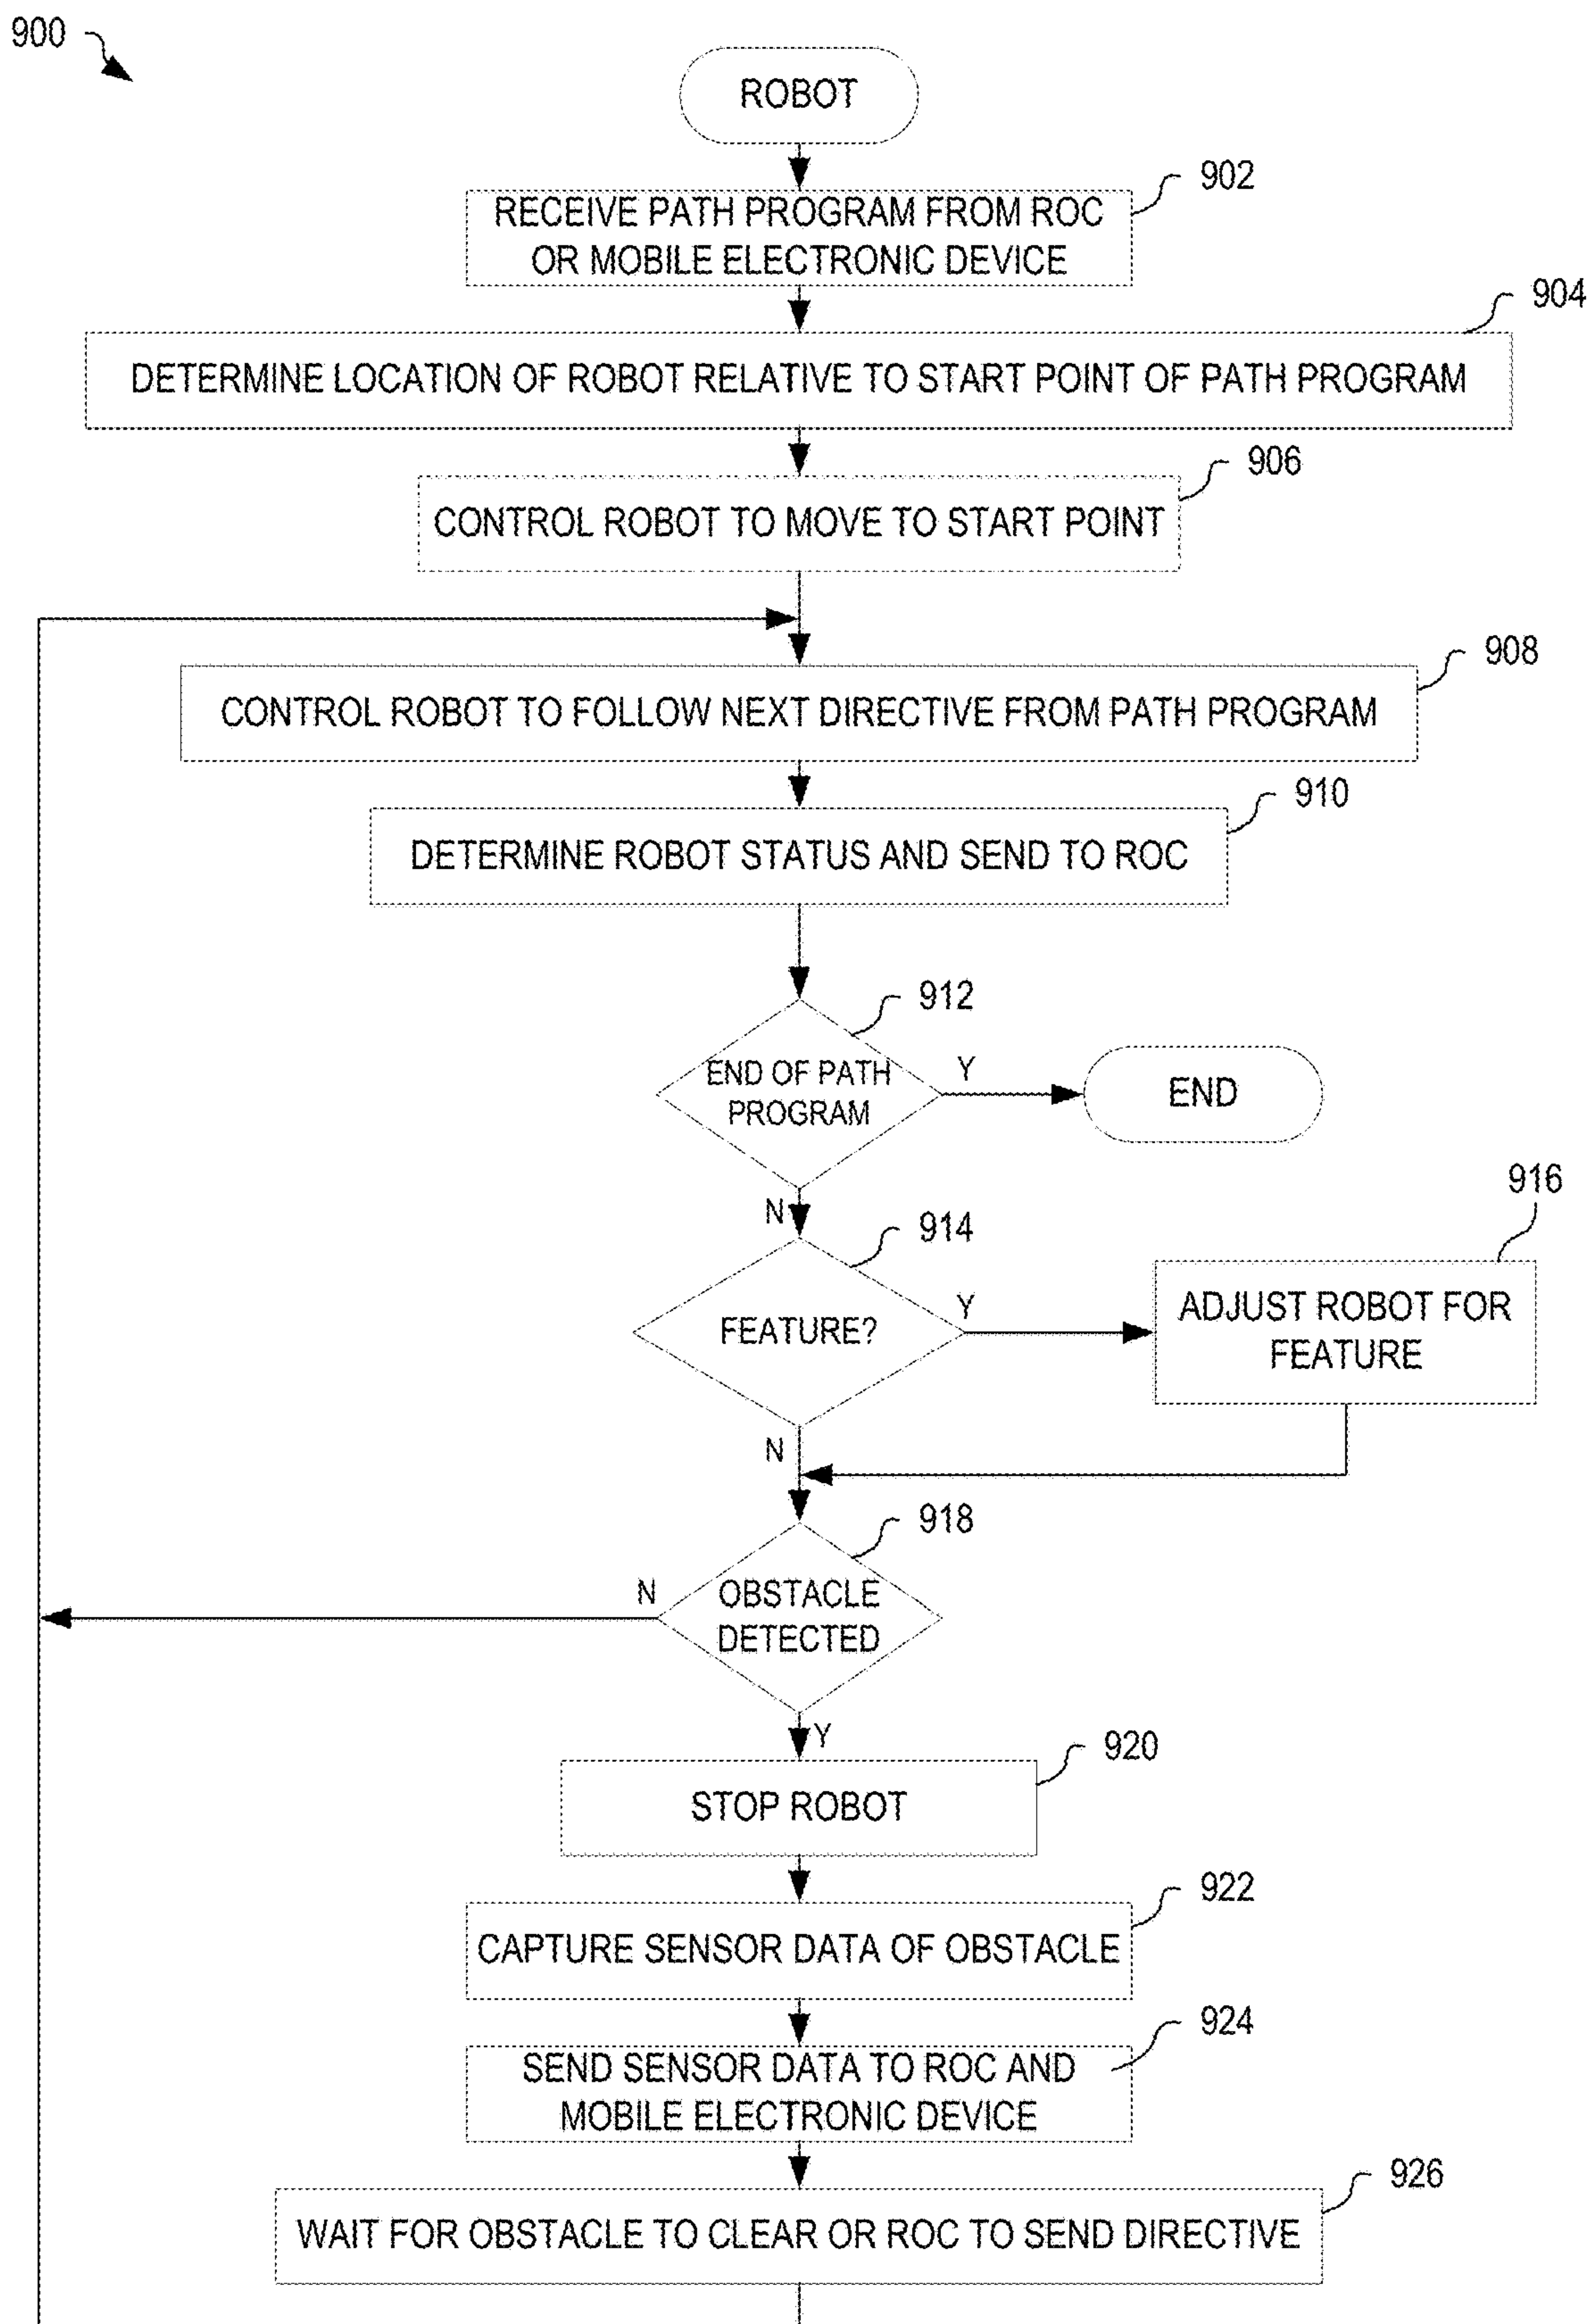 900
ROBOT
902
RECEIVE PATH PROGRAM FROM ROC
OR MOBILE ELECTRONIC DEVICE
904
DETERMINE LOCATION OF ROBOT RELATIVE TO START POINT OF PATH PROGRAM
906
CONTROL ROBOT TO MOVE TO START POINT
908
CONTROL ROBOT TO FOLLOW NEXT DIRECTIVE FROM PATH PROGRAM
910
DETERMINE ROBOT STATUS AND SEND TO ROC
912
END OF PATH
PROGRAM
Y
END
N
914
FEATURE?
Y
916
ADJUST ROBOT FOR
FEATURE
N
918
OBSTACLE
DETECTED
N
Y
920
STOP ROBOT
922
CAPTURE SENSOR DATA OF OBSTACLE
924
SEND SENSOR DATA TO ROC AND
MOBILE ELECTRONIC DEVICE
926
WAIT FOR OBSTACLE TO CLEAR OR ROC TO SEND DIRECTIVE